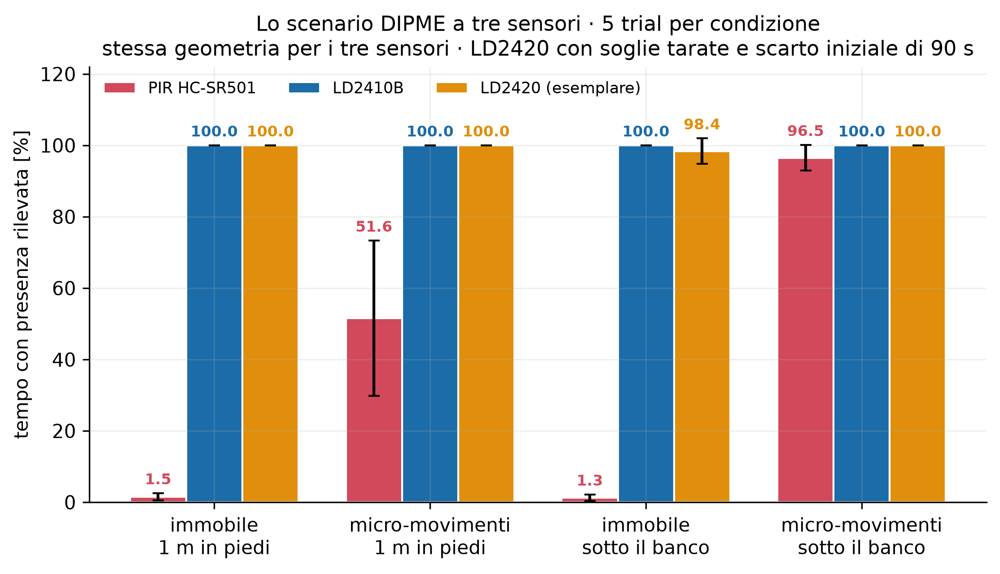 Lo scenario DIPME a tre sensori · 5 trial per condizione
stessa geometria per i tre sensori · LD2420 con soglie tarate e scarto iniziale di 90 s
tempo con presenza rilevata [%]
120
100
80
60
40
20
0
PIR HC-SR501
LD2410B
LD2420 (esemplare)
1.5
100.0
100.0
51.6
100.0
100.0
1.3
100.0
98.4
96.5
100.0
100.0
immobile
1 m in piedi
micro-movimenti
1 m in piedi
immobile
sotto il banco
micro-movimenti
sotto il banco